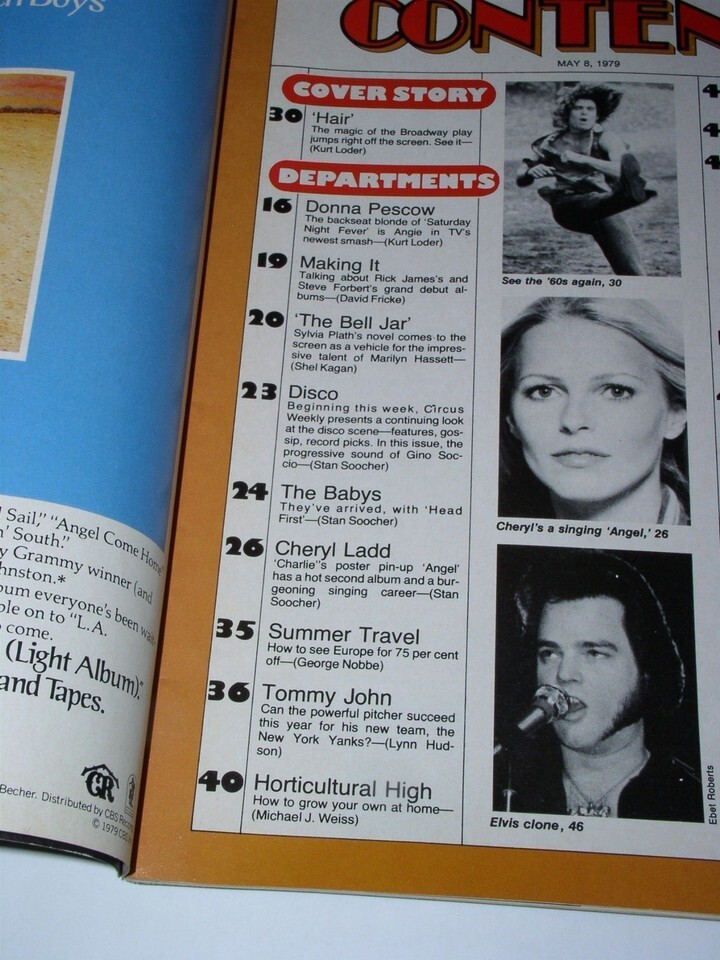 n Boys
CONTEN
MAY 8, 1979
COVER STORY
30 'Hair'
The magic of the Broadway play
jumps right off the screen. See it—
(Kurt Loder)
DEPARTMENTS
16 Donna Pescow
The backseat blonde of 'Saturday
Night Fever' is Angie in TV's
newest smash—(Kurt Loder)
19 Making It
Talking about Rick James's and
Steve Forbert's grand debut al-
bums—(David Fricke)
20 'The Bell Jar'
Sylvia Plath's novel comes to the
screen as a vehicle for the impres-
sive talent of Marilyn Hassett—
(Shel Kagan)
23 Disco
Beginning this week, Circus
Weekly presents a continuing look
at the disco scene—features, gos-
sip, record picks. In this issue, the
progressive sound of Gino Soc-
cio—(Stan Soocher)
24 The Babys
They've arrived, with 'Head
First'—(Stan Soocher)
26 Cheryl Ladd
'Charlie''s poster pin-up 'Angel'
has a hot second album and a bur-
geoning singing career—(Stan
Soocher)
35 Summer Travel
How to see Europe for 75 per cent
off—(George Nobbe)
36 Tommy John
Can the powerful pitcher succeed
this year for his new team, the
New York Yanks?—(Lynn Hud-
son)
40 Horticultural High
How to grow your own at home—
(Michael J. Weiss)
See the '60s again, 30
Cheryl's a singing 'Angel,' 26
Elvis clone, 46
Ebet Roberts
4
4
4
Sail," "Angel Come Home
n' South."
y Grammy winner (and
hnston.*
bum everyone's been wait-
ble on to "L.A.
come.
(Light Album)."
and Tapes.
GR
Becher. Distributed by CBS Rec
© 1979 CBS